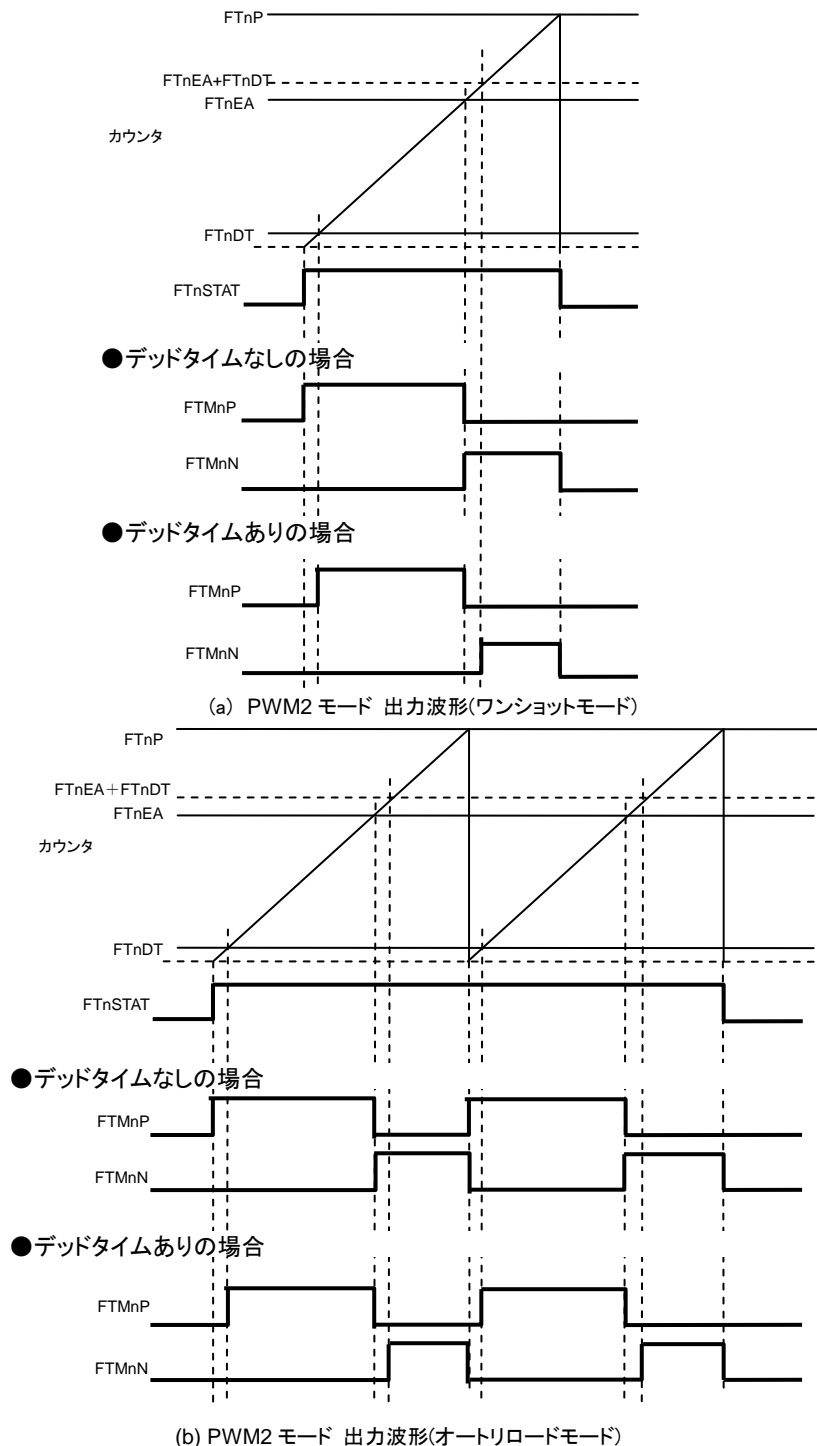 FTnP
FTnEA+FTnDT
FTnEA
カウンタ
FTnDT
FTnSTAT
●デッドタイムなしの場合
FTMnP
FTMnN
●デッドタイムありの場合
FTMnP
FTMnN
(a) PWM2 モード 出力波形(ワンショットモード)
FTnP
FTnEA＋FTnDT
FTnEA
カウンタ
FTnDT
FTnSTAT
●デッドタイムなしの場合
FTMnP
FTMnN
●デッドタイムありの場合
FTMnP
FTMnN
(b) PWM2 モード 出力波形(オートリロードモード)